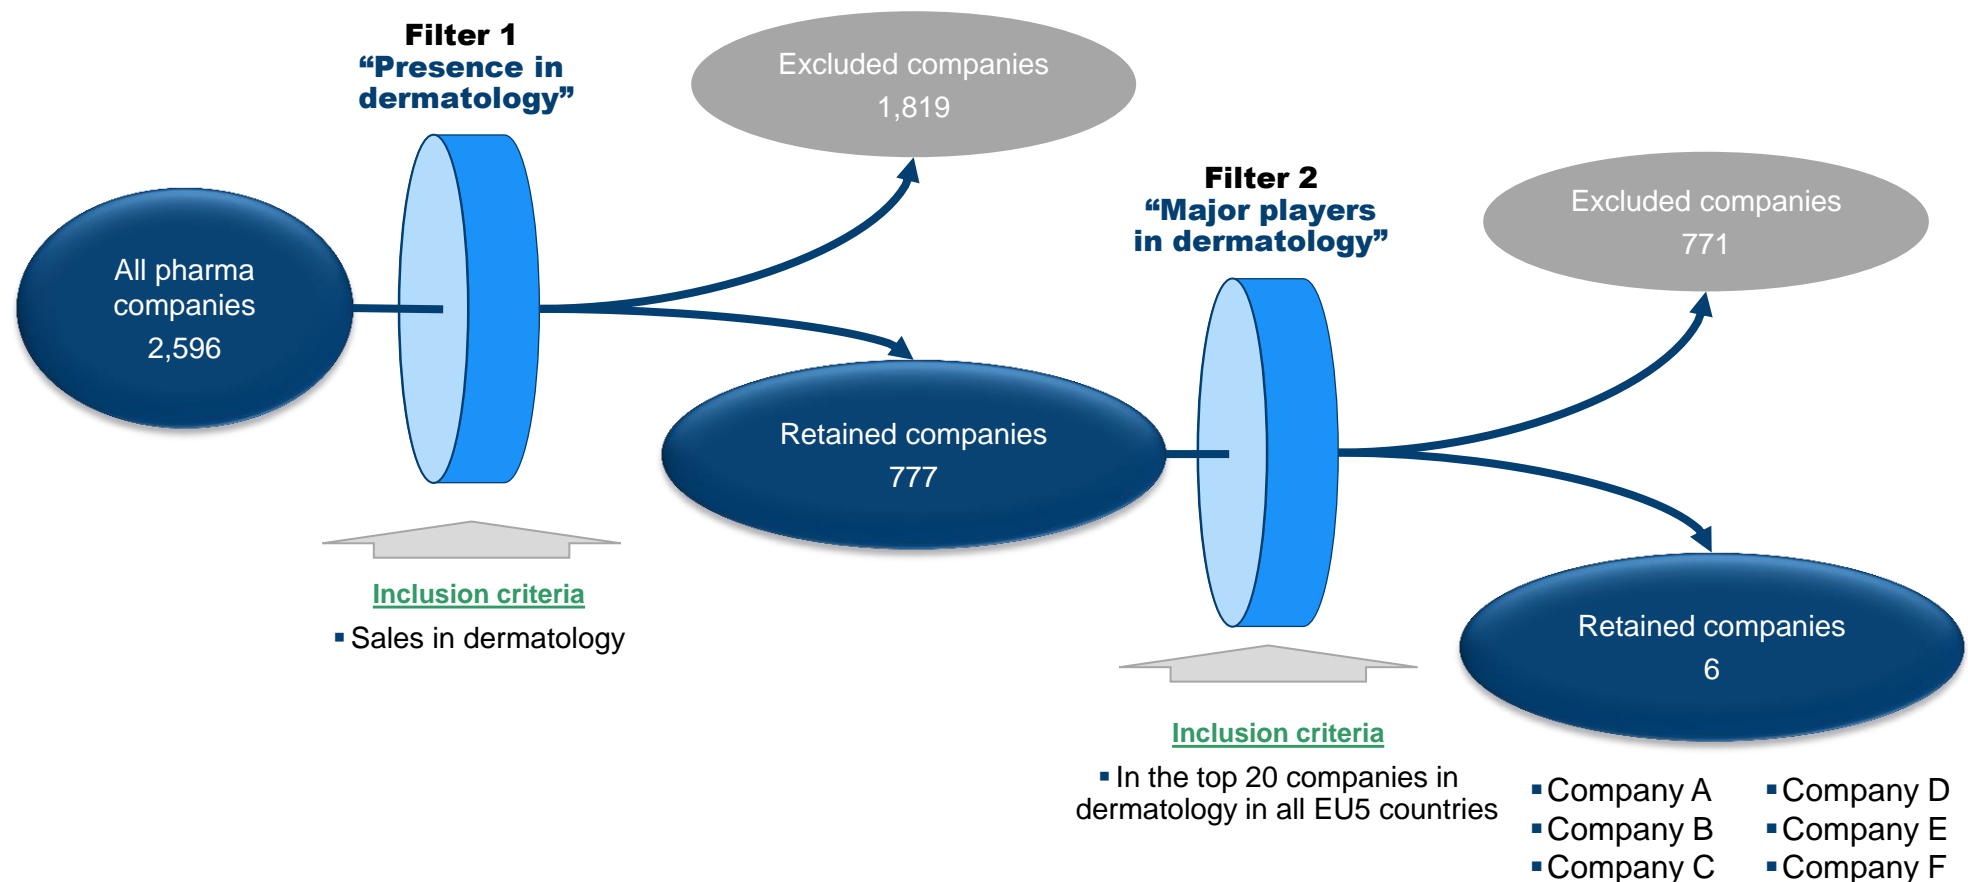 Filter 1
“Presence in
dermatology”
Excluded companies
1,819
All pharma
companies
2,596
Inclusion criteria
▪ Sales in dermatology
Retained companies
777
Filter 2
“Major players
in dermatology”
Excluded companies
771
Inclusion criteria
▪ In the top 20 companies in
dermatology in all EU5 countries
Retained companies
6
▪ Company A
▪ Company B
▪ Company C
▪ Company D
▪ Company E
▪ Company F